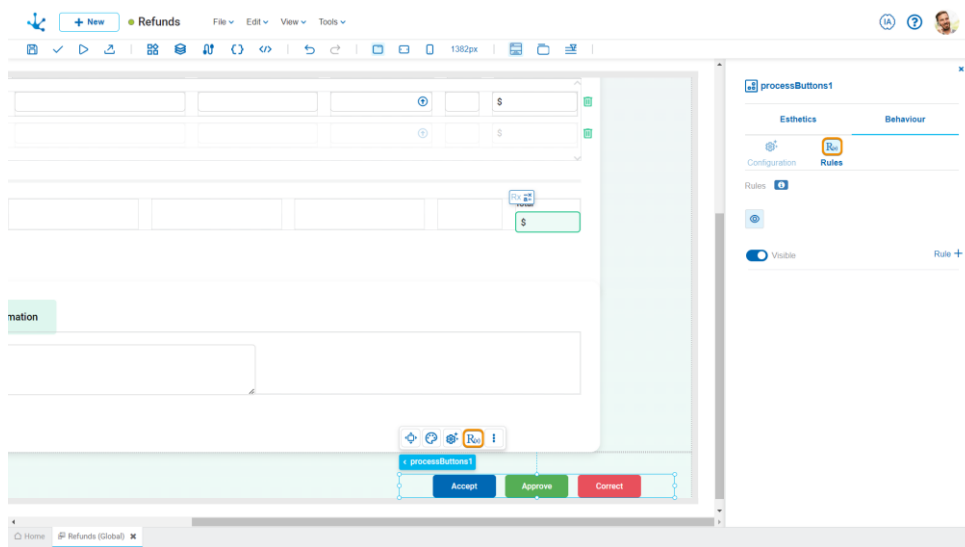 + New
Refunds
File
Edit
View
Tools
IA
?
1382px
processButtons1
Esthetics
Behaviour
Configuration
Rules
Rules
Visible
Rule +
$
$
Rx
Total
$
mation
‹ processButtons1
Accept
Approve
Correct
Home
Refunds (Global)